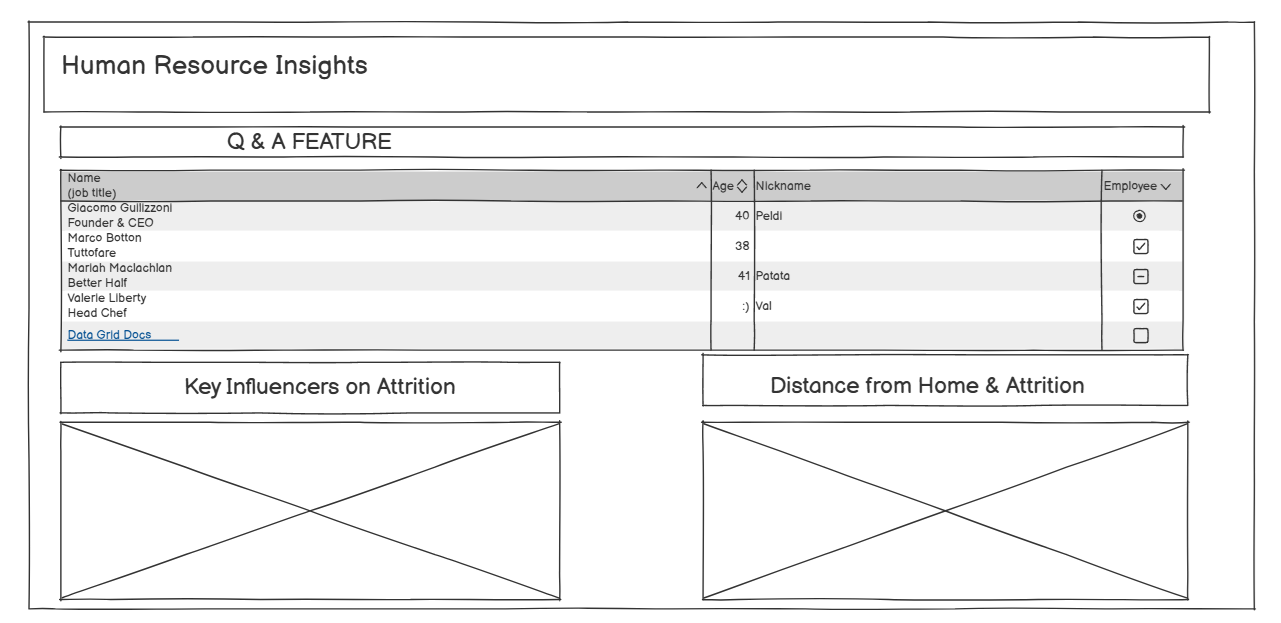 Human Resource Insights
Q & A FEATURE
Name
(job title)
Age
Nickname
Employee
Giacomo Guilizzoni
Founder & CEO
40
Peldi
Marco Botton
Tuttofare
38
Mariah Maclachlan
Better Half
41
Patata
Valerie Liberty
Head Chef
:)
Val
Data Grid Docs
Key Influencers on Attrition
Distance from Home & Attrition